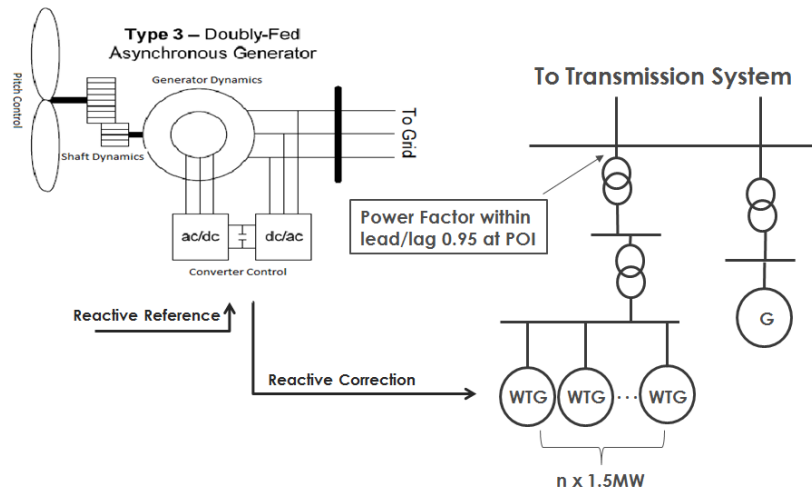 Type 3 – Doubly-Fed
Asynchronous Generator
Generator Dynamics
Pitch Control
Shaft Dynamics
To Grid
ac/dc
dc/ac
Converter Control
Reactive Reference
Reactive Correction
To Transmission System
Power Factor within
lead/lag 0.95 at POI
G
WTG
WTG
...
WTG
n x 1.5MW